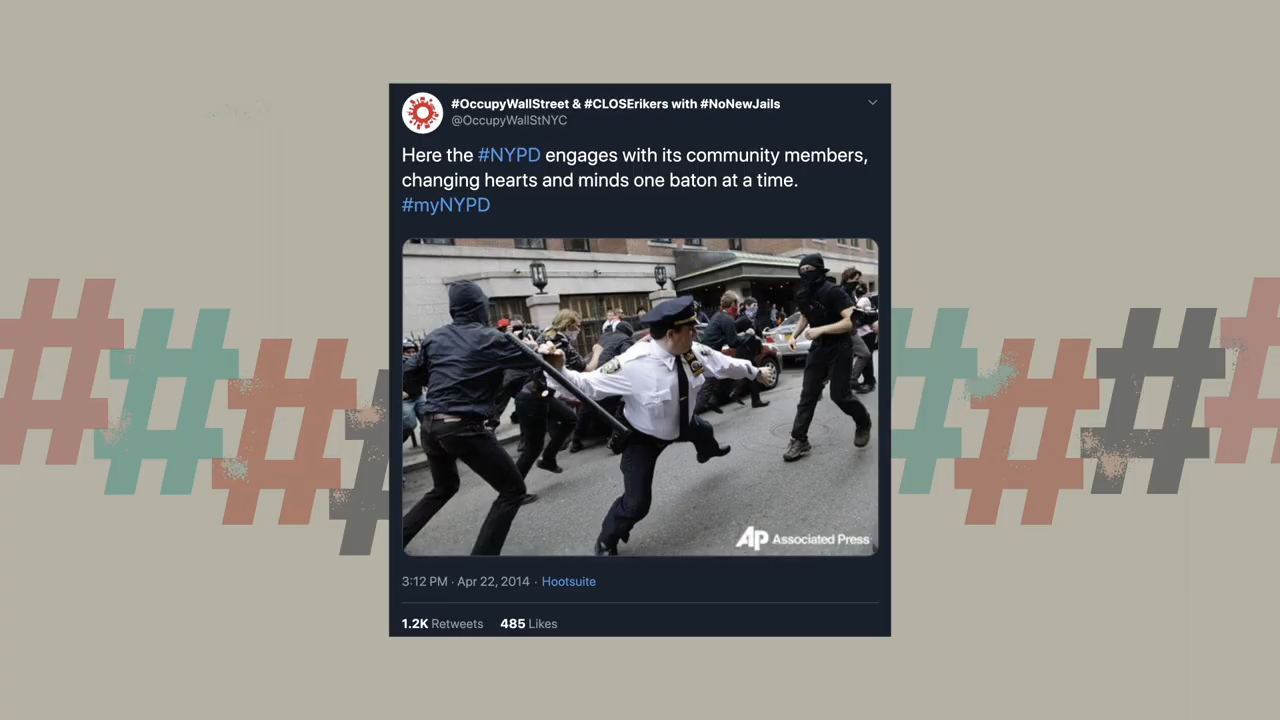 #OccupyWallStreet & #CLOSErikers with #NoNewJails
@OccupyWallStNYC
Here the #NYPD engages with its community members,
changing hearts and minds one baton at a time.
#myNYPD
AP Associated Press
3:12 PM · Apr 22, 2014 · Hootsuite
1.2K Retweets 485 Likes